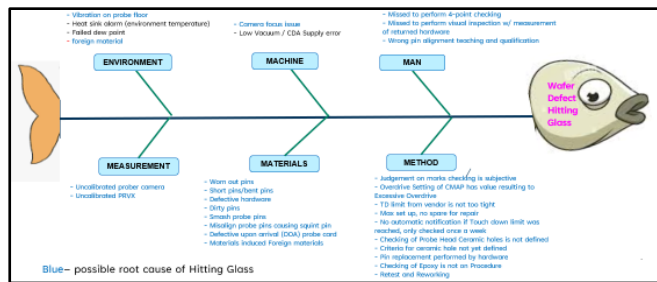 - Vibration on probe floor
- Heat sink alarm (environment temperature)
- Failed dew point
- foreign material
- Camera focus issue
- Low Vacuum / CDA Supply error
- Missed to perform 4-point checking
- Missed to perform visual inspection w/ measurement
of returned hardware
- Wrong pin alignment teaching and qualification
ENVIRONMENT
MACHINE
MAN
Wafer
Defect
Hitting
Glass
MEASUREMENT
MATERIALS
METHOD
- Uncalibrated prober camera
- Uncalibrated PRVX
- Worn out pins
- Short pins/bent pins
- Defective hardware
- Dirty pins
- Smash probe pins
- Misalign probe pins causing squint pin
- Defective upon arrival (DOA) probe card
- Materials induced Foreign materials
- Judgement on marks checking is subjective
- Overdrive Setting of CMAP has value resulting to
Excessive Overdrive
- TD limit from vendor is not too tight
- Max set up, no spare for repair
- No automatic notification if Touch down limit was
reached, only checked once a week
- Checking of Probe Head Ceramic holes is not defined
- Criteria for ceramic hole not yet defined
- Pin replacement performed by hardware
- Checking of Epoxy is not on Procedure
- Retest and Reworking
Blue– possible root cause of Hitting Glass